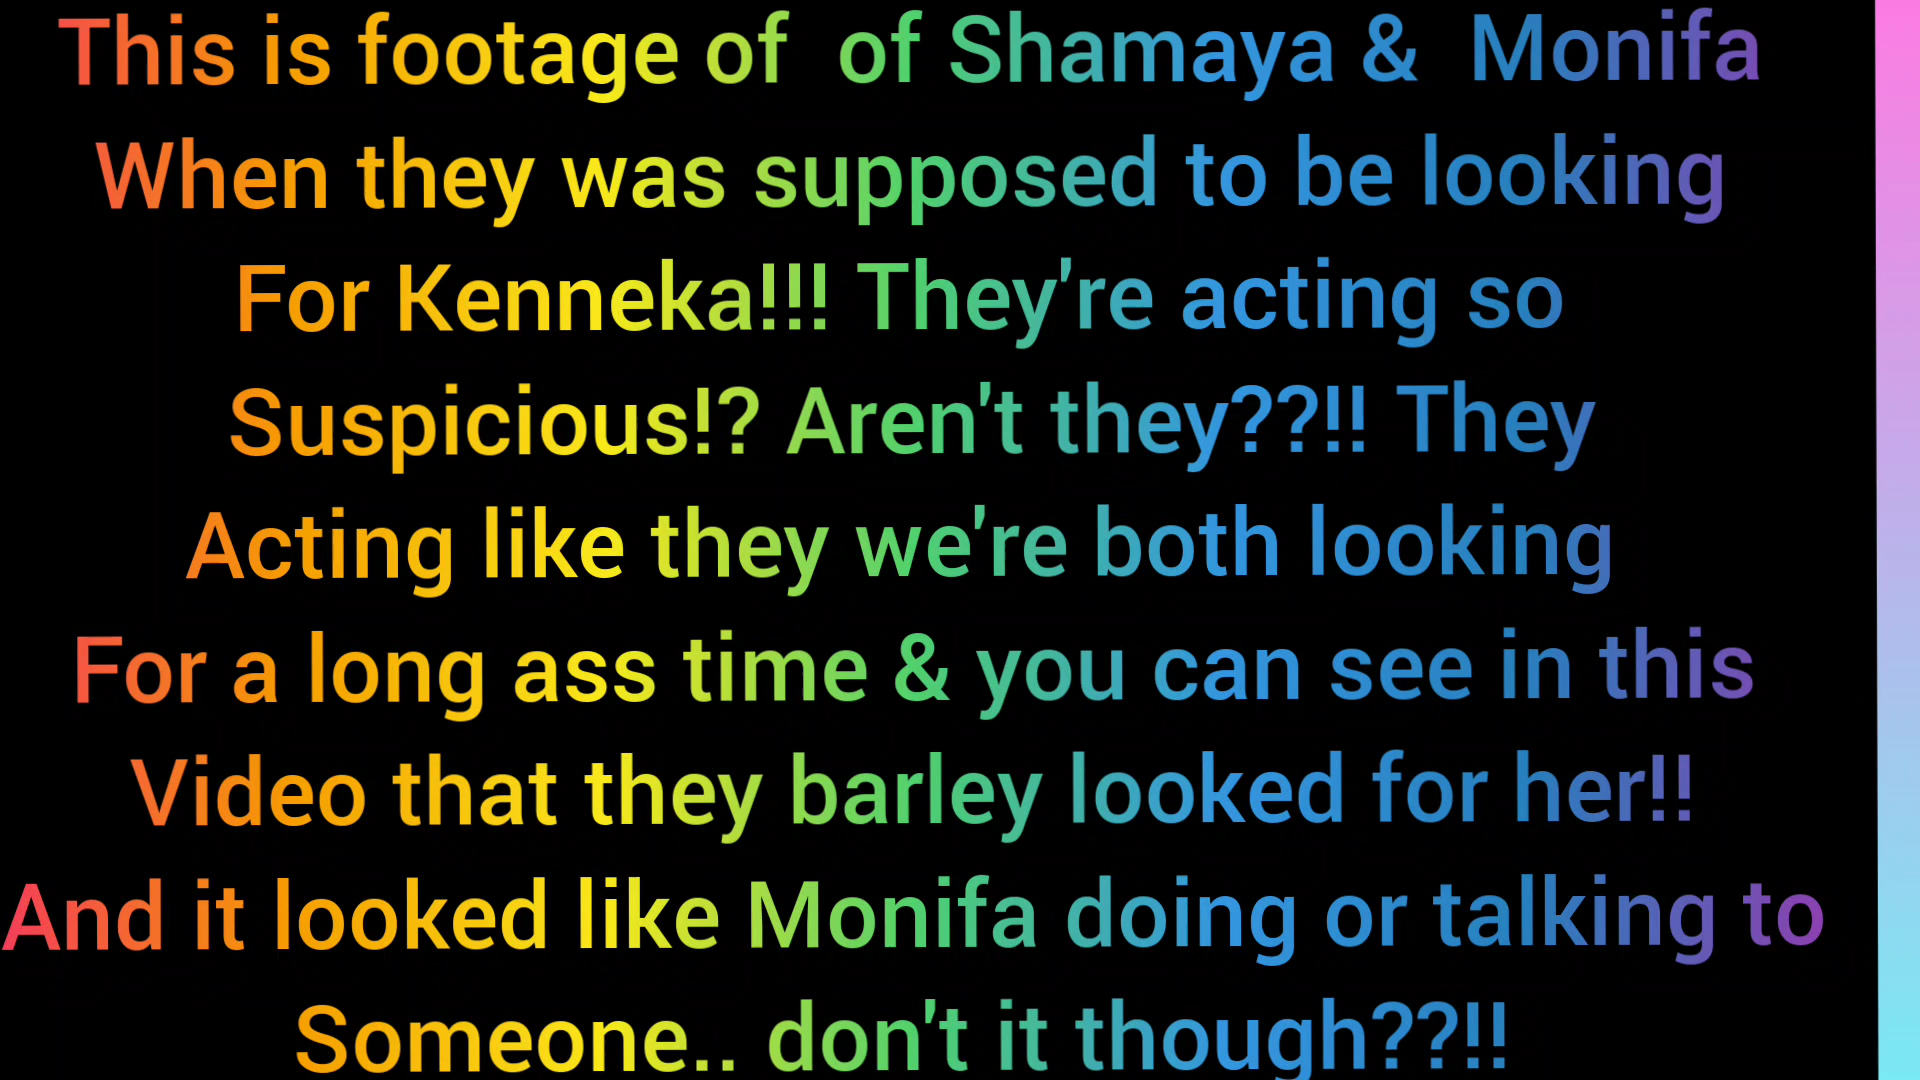 This is footage of  of Shamaya &  Monifa
When they was supposed to be looking
For Kenneka!!! They're acting so
Suspicious!? Aren't they??!! They
Acting like they we're both looking
For a long ass time & you can see in this
Video that they barley looked for her!!
And it looked like Monifa doing or talking to
Someone.. don't it though??!!